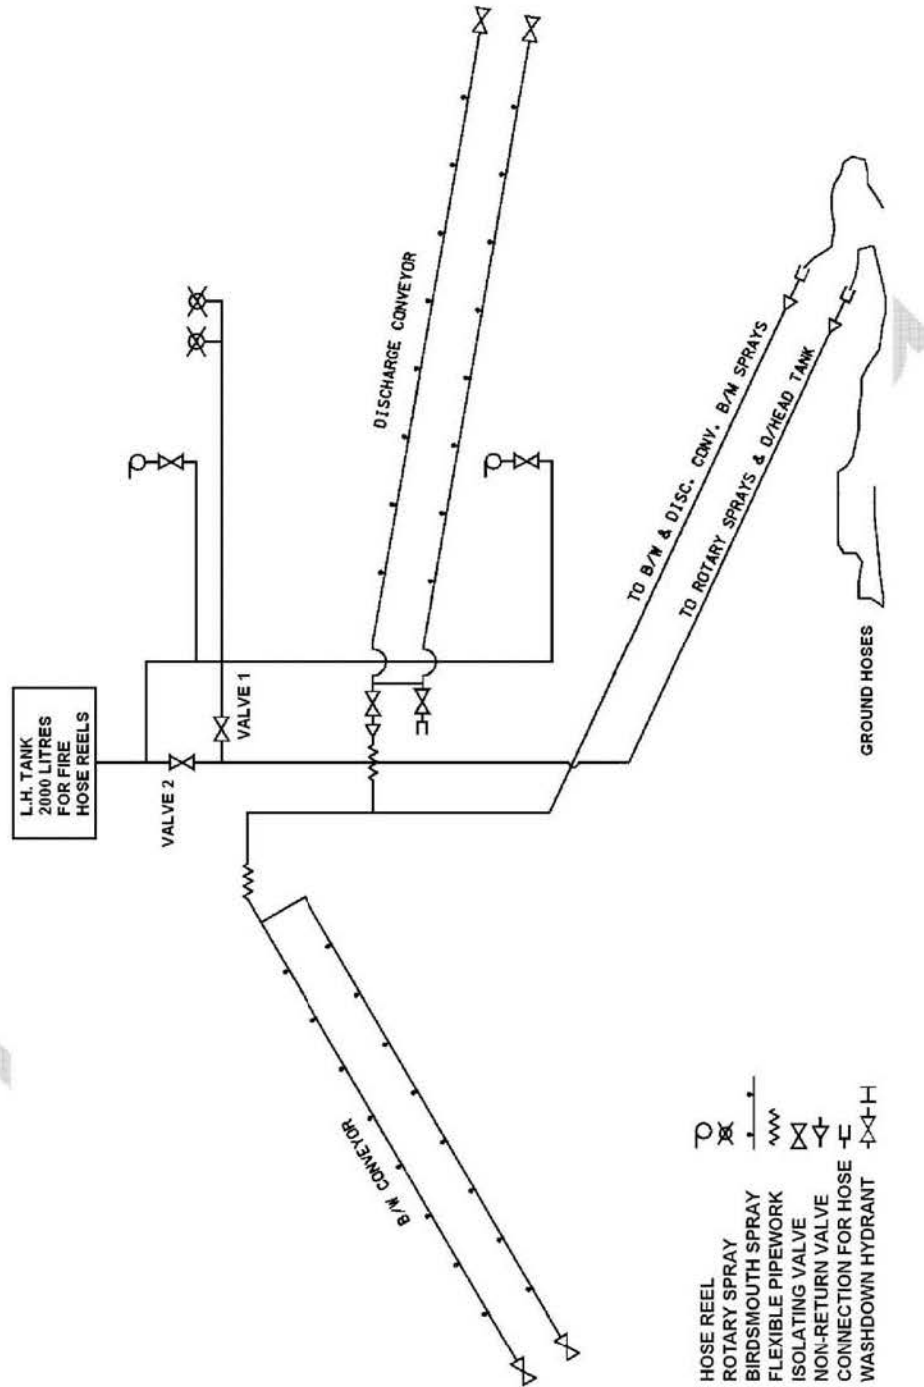 L.H. TANK
2000 LITRES
FOR FIRE
HOSE REELS
VALVE 2
VALVE 1
DISCHARGE CONVEYOR
TO B/W & DISC. CONV. B/M SPRAYS
TO ROTARY SPRAYS & O/HEAD TANK
GROUND HOSES
B/W CONVEYOR
HOSE REEL
ROTARY SPRAY
BIRDSMOUTH SPRAY
FLEXIBLE PIPEWORK
ISOLATING VALVE
NON-RETURN VALVE
CONNECTION FOR HOSE
WASHDOWN HYDRANT